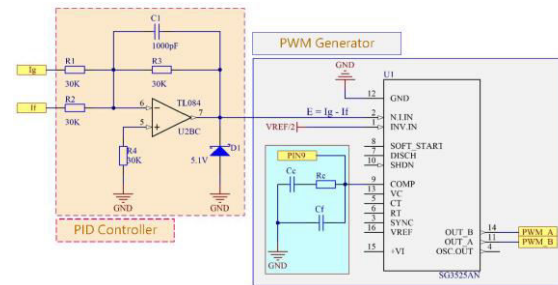 C1
1000pF
Ig
R1
30K
R3
30K
If
R2
30K
6
5
7
TL084
U2BC
R4
30K
5.1V
D1
GND
GND
PID Controller
PWM Generator
GND
U1
E = Ig - If
VREF/2
12
GND
2
N.I.IN
1
INV.IN
8
SOFT_START
7
DISCH
10
SHDN
9
COMP
13
VC
5
CT
6
RT
3
SYNC
16
VREF
15
+VI
OUT_B
14
PWM_A
OUT_A
11
PWM_B
OSC.OUT
4
SG3525AN
PIN9
Cc
Rc
Cf
GND